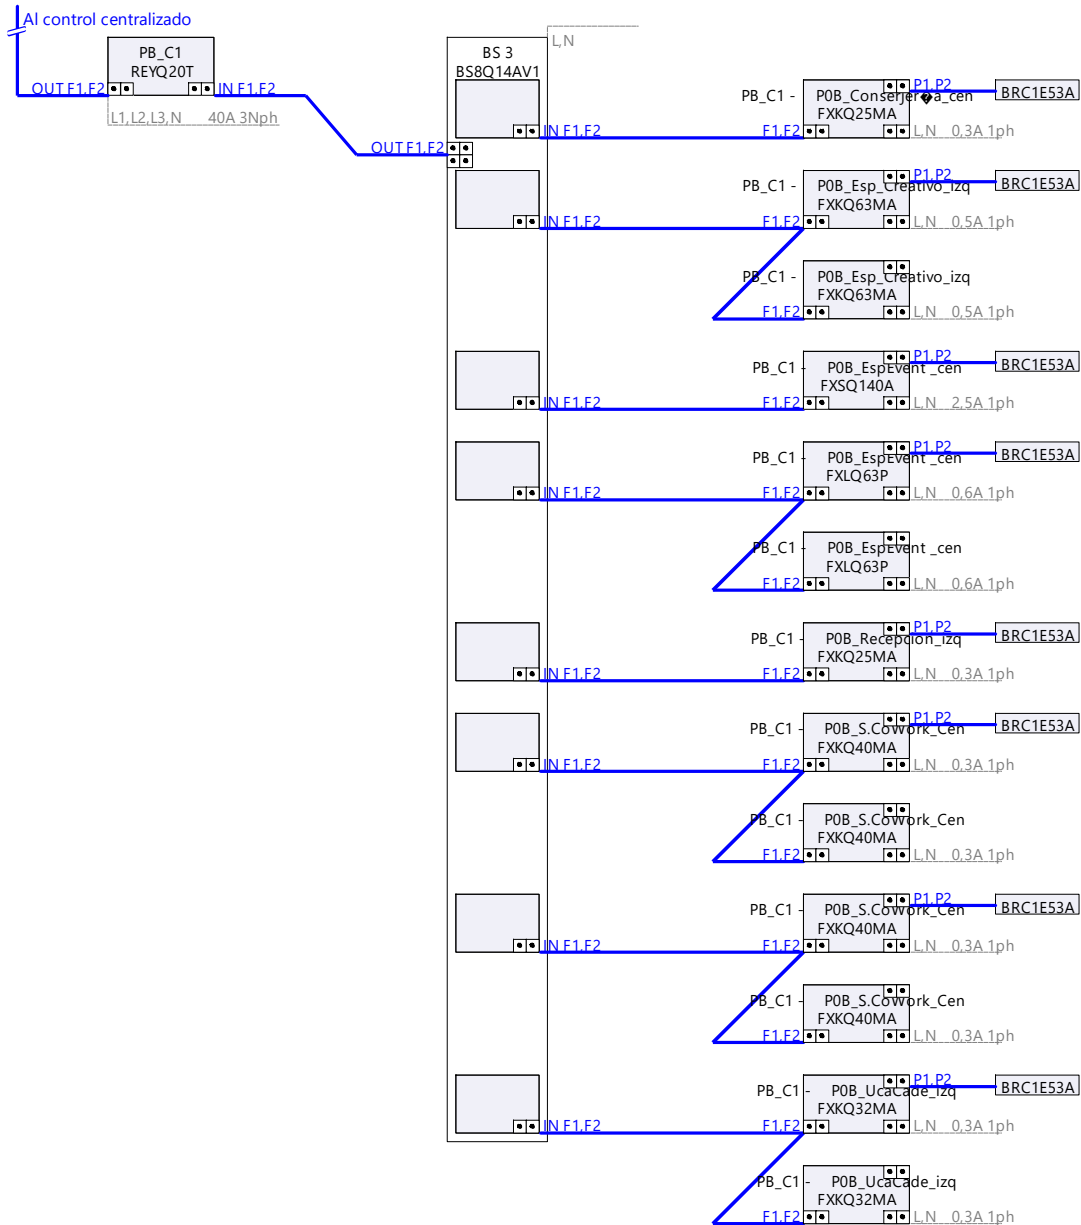 Al control centralizado
PB_C1
REYQ20T
OUT F1,F2
IN F1,F2
L1,L2,L3,N 40A 3Nph
L,N
BS 3
BS8Q14AV1
OUT F1,F2
IN F1,F2
PB_C1 - P0B_Conserjer�a_cen
FXKQ25MA
F1,F2
P1,P2
BRC1E53A
L,N 0,3A 1ph
IN F1,F2
PB_C1 - P0B_Esp_Creativo_izq
FXKQ63MA
F1,F2
P1,P2
BRC1E53A
L,N 0,5A 1ph
PB_C1 - P0B_Esp_Creativo_izq
FXKQ63MA
F1,F2
L,N 0,5A 1ph
IN F1,F2
PB_C1 - P0B_EspEvent _cen
FXSQ140A
F1,F2
P1,P2
BRC1E53A
L,N 2,5A 1ph
IN F1,F2
PB_C1 - P0B_EspEvent _cen
FXLQ63P
F1,F2
P1,P2
BRC1E53A
L,N 0,6A 1ph
PB_C1 - P0B_EspEvent _cen
FXLQ63P
F1,F2
L,N 0,6A 1ph
IN F1,F2
PB_C1 - P0B_Recepcion_izq
FXKQ25MA
F1,F2
P1,P2
BRC1E53A
L,N 0,3A 1ph
IN F1,F2
PB_C1 - P0B_S.CoWork_Cen
FXKQ40MA
F1,F2
P1,P2
BRC1E53A
L,N 0,3A 1ph
PB_C1 - P0B_S.CoWork_Cen
FXKQ40MA
F1,F2
L,N 0,3A 1ph
IN F1,F2
PB_C1 - P0B_S.CoWork_Cen
FXKQ40MA
F1,F2
P1,P2
BRC1E53A
L,N 0,3A 1ph
PB_C1 - P0B_S.CoWork_Cen
FXKQ40MA
F1,F2
L,N 0,3A 1ph
IN F1,F2
PB_C1 - P0B_UcaCade_izq
FXKQ32MA
F1,F2
P1,P2
BRC1E53A
L,N 0,3A 1ph
PB_C1 - P0B_UcaCade_izq
FXKQ32MA
F1,F2
L,N 0,3A 1ph